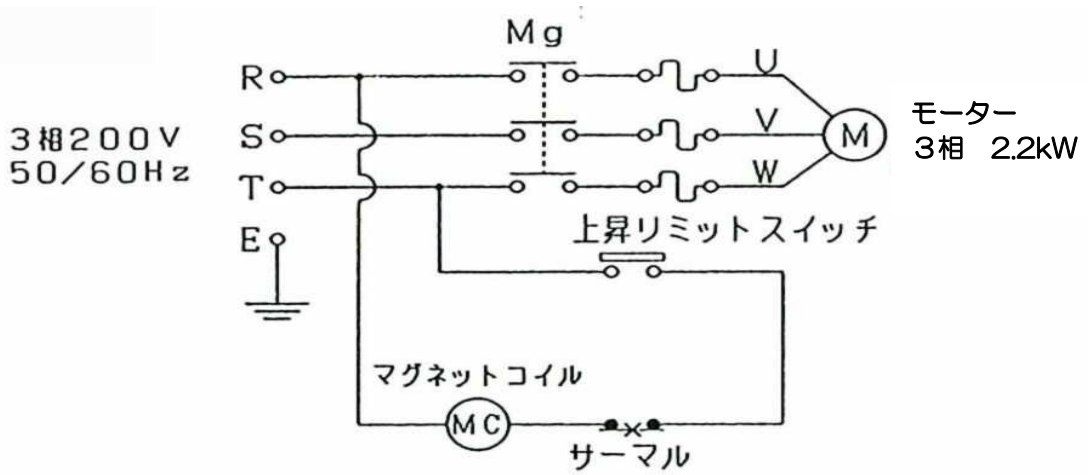 Mg
R
U
3相200V
50/60Hz
S
V
M
モーター
3相 2.2kW
T
W
E
上昇リミットスイッチ
マグネットコイル
MC
サーマル